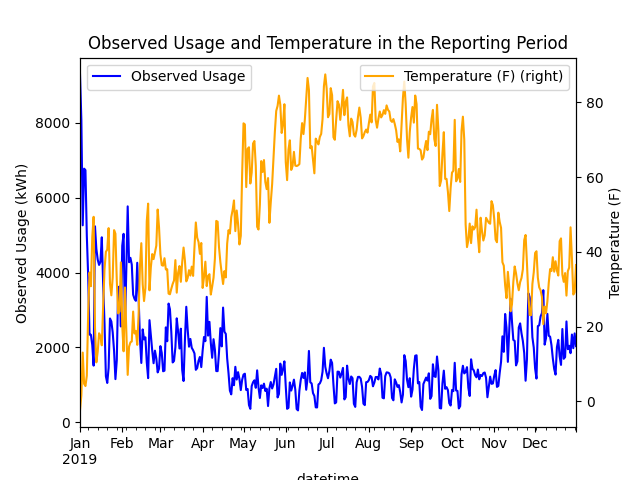 Observed Usage and Temperature in the Reporting Period
Observed Usage
Temperature (F) (right)
Observed Usage (kWh)
8000
6000
4000
2000
0
80
60
40
20
0
Temperature (F)
Jan Feb Mar Apr May Jun Jul Aug Sep Oct Nov Dec
2019
datetime